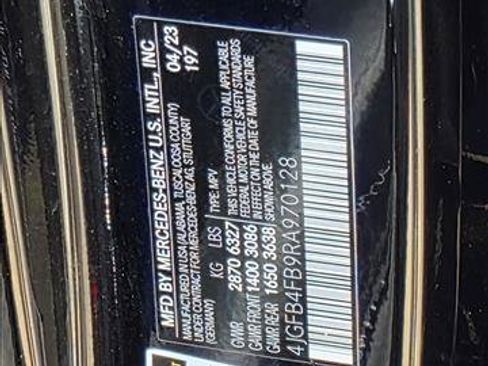 MFD BY MERCEDES-BENZ U.S. INTL., INC
MANUFACTURED IN USA (ALABAMA, TUSCALOOSA COUNTY) 04/23
UNDER CONTRACT FROM MERCEDES-BENZ AG, STUTTGART 197
(GERMANY)
KG LBS TYPE: MPV
GVWR 2870 6327 THIS VEHICLE CONFORMS TO ALL APPLICABLE
GAWR FRONT 1400 3086 FEDERAL MOTOR VEHICLE SAFETY STANDARDS
IN EFFECT ON THE DATE OF MANUFACTURE
GAWR REAR 1650 3638 SHOWN ABOVE.
4JGFB4FB9RA970128